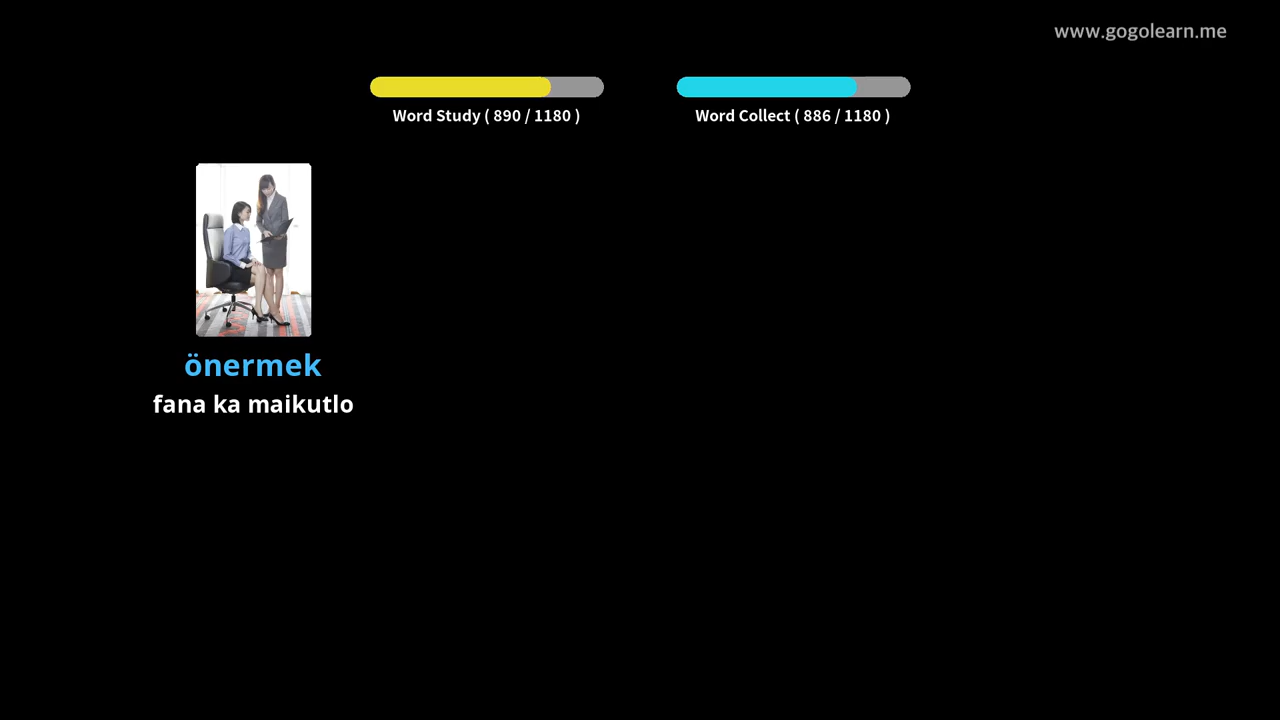 www.gogolearn.me
Word Study ( 890 / 1180 )
Word Collect ( 886 / 1180 )
önermek
fana ka maikutlo